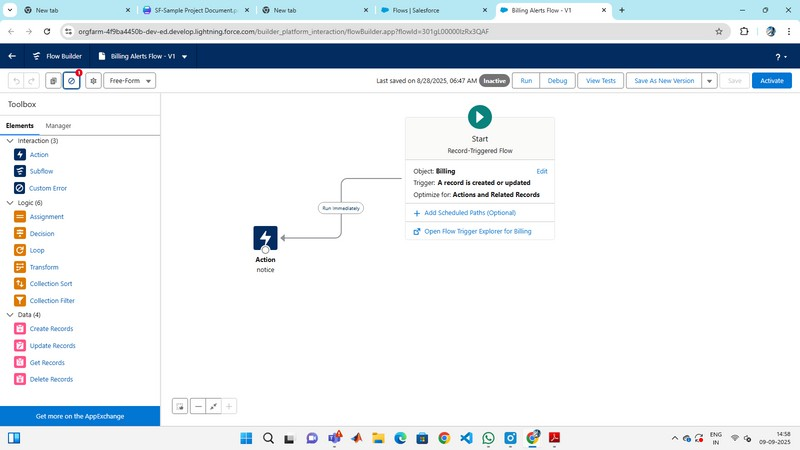 New tab
SF-Sample Project Document.p
New tab
Flows | Salesforce
Billing Alerts Flow - V1
orgfarm-4f9ba4450b-dev-ed.develop.lightning.force.com/builder_platform_interaction/flowBuilder.app?flowId=301gL00000lzRx3QAF
Flow Builder
Billing Alerts Flow - V1
?
1
Free-Form
Last saved on 8/28/2025, 06:47 AM
Inactive
Run
Debug
View Tests
Save As New Version
Save
Activate
Toolbox
Elements
Manager
Interaction (3)
Action
Subflow
Custom Error
Logic (6)
Assignment
Decision
Loop
Transform
Collection Sort
Collection Filter
Data (4)
Create Records
Update Records
Get Records
Delete Records
Get more on the AppExchange
Start
Record-Triggered Flow
Object: Billing
Edit
Trigger: A record is created or updated
Optimize for: Actions and Related Records
Add Scheduled Paths (Optional)
Open Flow Trigger Explorer for Billing
Run Immediately
Action
notice
ENG
IN
14:58
09-09-2025